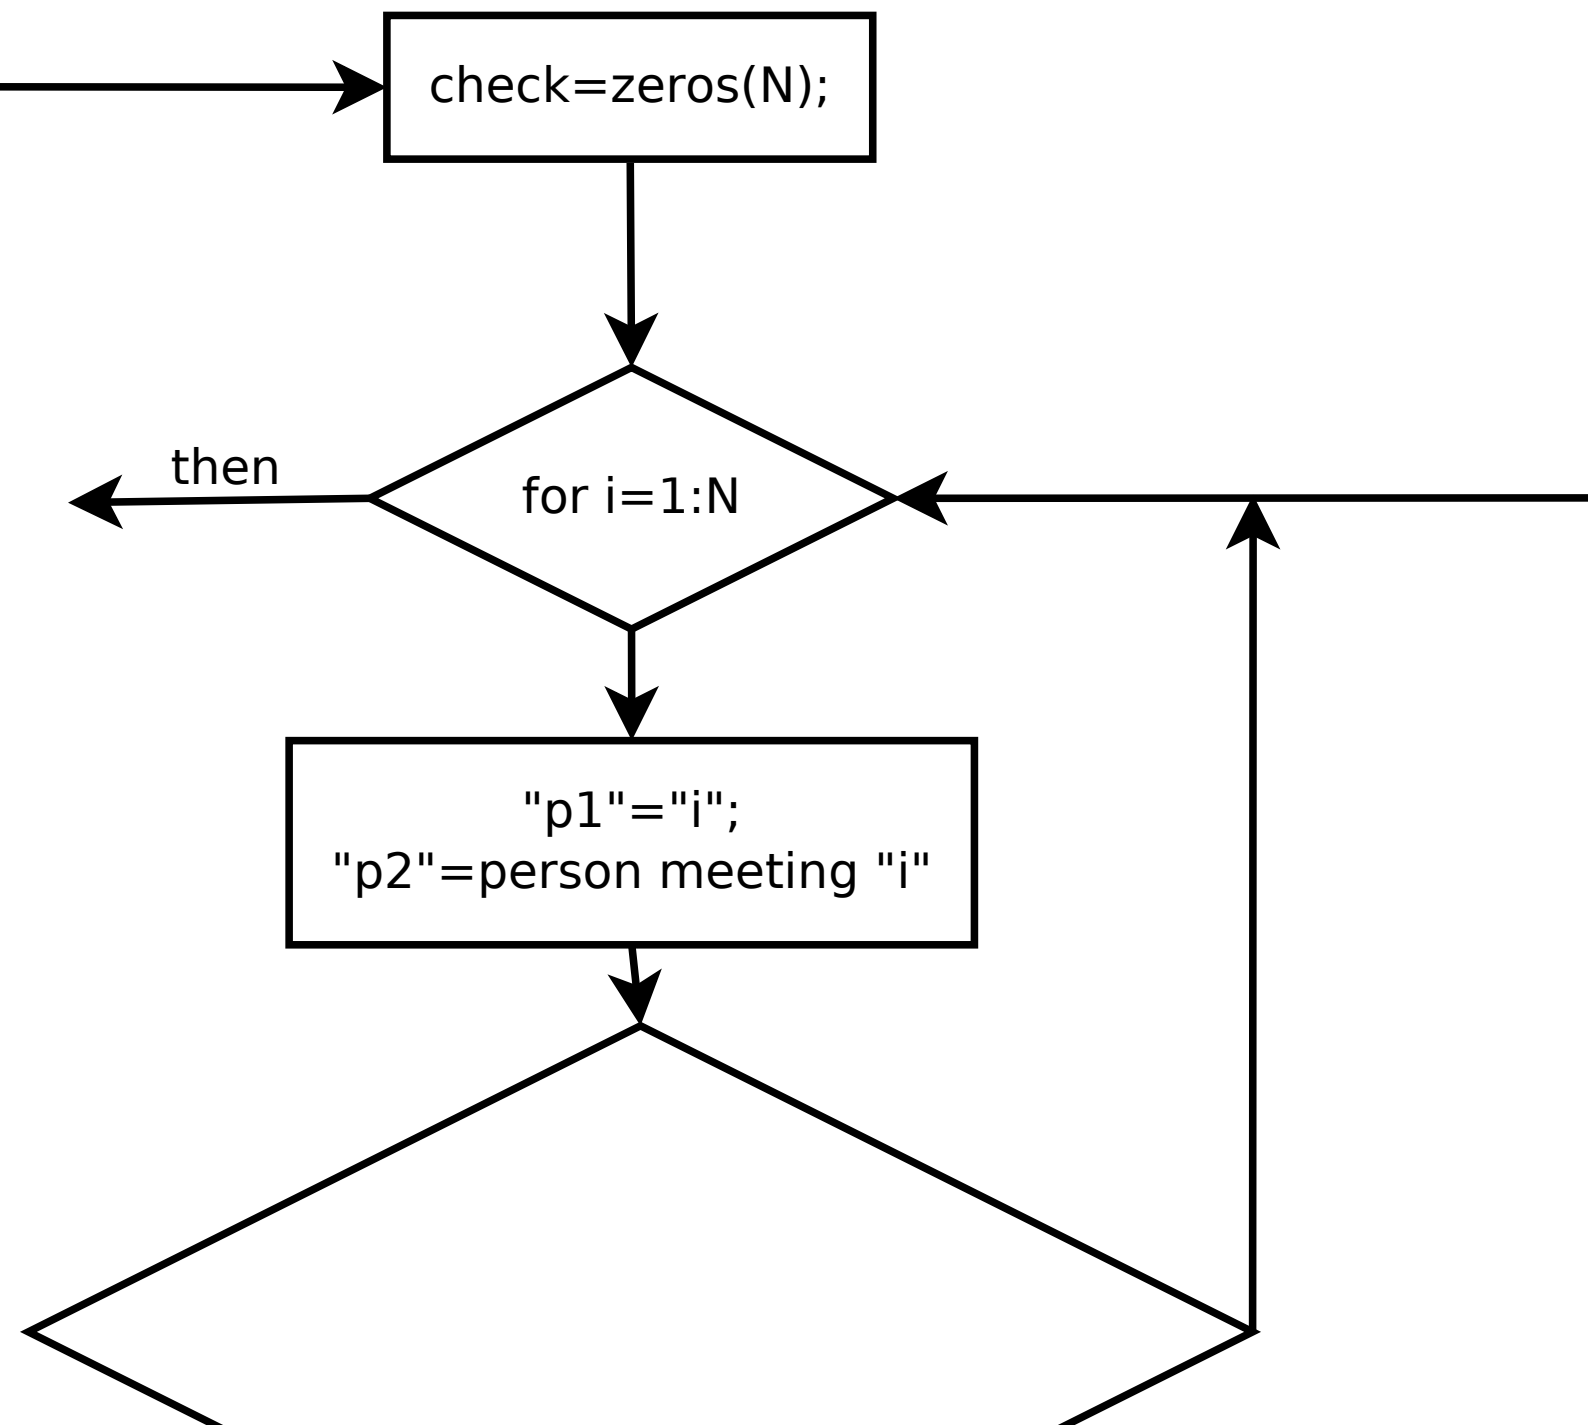 check=zeros(N);
then
for i=1:N
"p1"="i";
"p2"=person meeting "i"